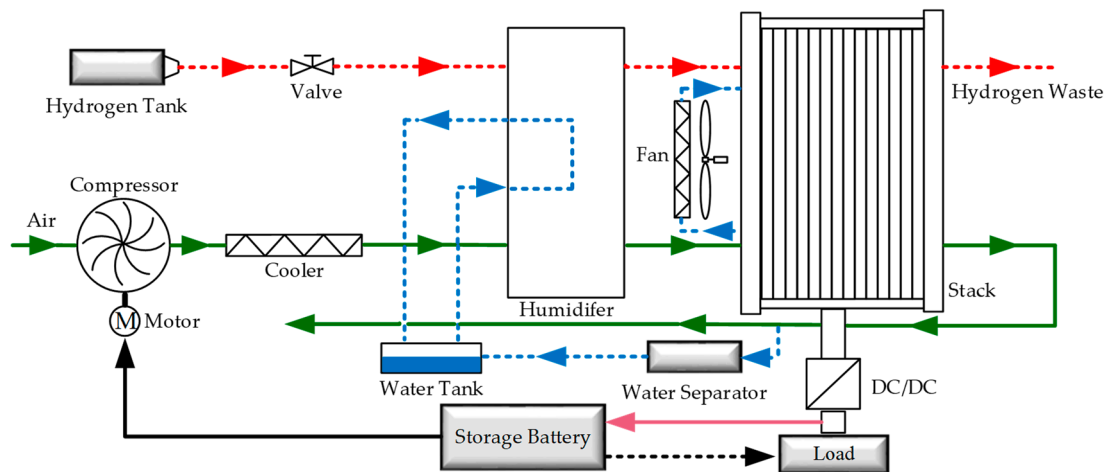 Hydrogen Tank
Valve
Hydrogen Waste
Fan
Compressor
Air
Cooler
Humidifer
Stack
M
Motor
Water Tank
Water Separator
DC/DC
Storage Battery
Load